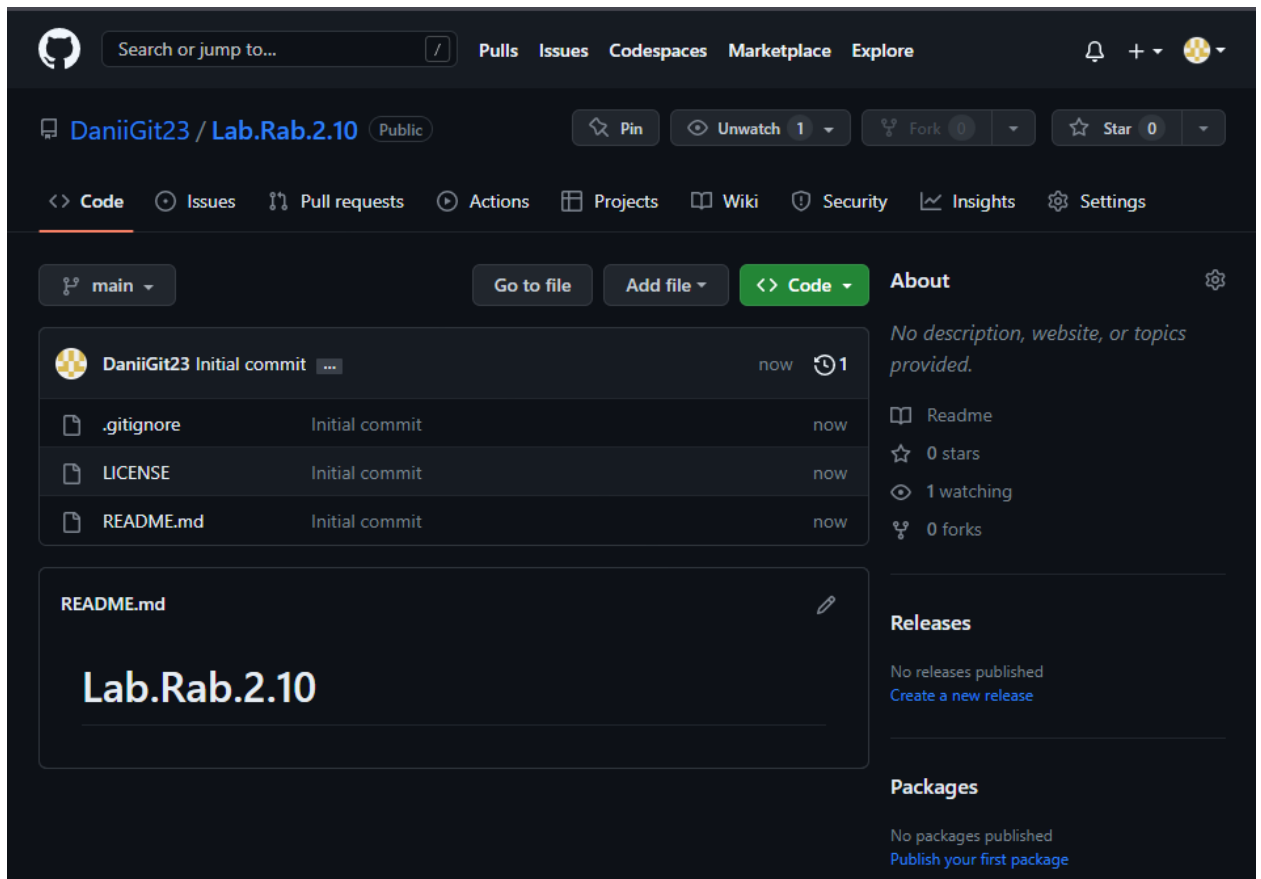 Search or jump to... / Pulls Issues Codespaces Marketplace Explore
DaniiGit23 / Lab.Rab.2.10 Public Pin Unwatch 1 Fork 0 Star 0
Code Issues Pull requests Actions Projects Wiki Security Insights Settings
main Go to file Add file Code
DaniiGit23 Initial commit ... now 1
.gitignore Initial commit now
LICENSE Initial commit now
README.md Initial commit now
README.md
Lab.Rab.2.10
About
No description, website, or topics
provided.
Readme
0 stars
1 watching
0 forks
Releases
No releases published
Create a new release
Packages
No packages published
Publish your first package